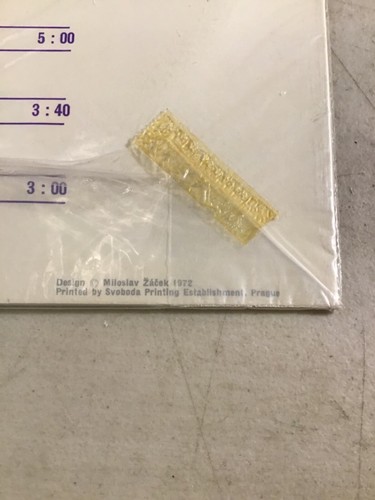 5 : 00
3 : 40
3 : 00
Design © Miloslav Žáček 1972
Printed by Svoboda Printing Establishment, Prague